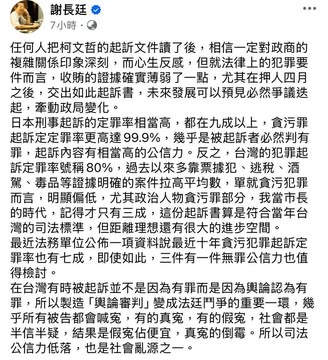 謝長廷
7小時
任何人把柯文哲的起訴文件讀了後，相信一定對政商的
複雜關係印象深刻，而心生反感，但就法律上的犯罪要
件而言，收賄的證據確實薄弱了一點，尤其在押人四月
之後，交出如此起訴書，未來發展可以預見必然爭議迭
起，牽動政局變化。
日本刑事起訴的定罪率相當高，都在九成以上，貪污罪
起訴定定罪率更高達99.9%，幾乎是被起訴者必然判有
罪，起訴內容有相當高的公信力。反之，台灣的犯罪起
訴定罪率號稱80%，過去以來多靠票據犯、逃稅、酒
駕、毒品等證據明確的案件拉高平均數，單就貪污犯罪
而言，明顯偏低，尤其政治人物貪污罪部分，我當市長
的時代，記得才只有三成，這份起訴書算是符合當年台
灣的司法標準，但距離理想還有很大的進步空間。
最近法務單位公佈一項資料說最近十年貪污犯罪起訴定
罪率也有七成，即使如此，三件有一件無罪公信力也值
得檢討。
在台灣有時被起訴並不是因為有罪而是因為輿論認為有
罪，所以製造「輿論審判」變成法廷鬥爭的重要一環，幾
乎所有被告都會喊冤，有的真冤，有的假冤，社會都是
半信半疑，結果是假冤佔便宜，真冤的倒霉。所以司法
公信力低落，也是社會亂源之一。